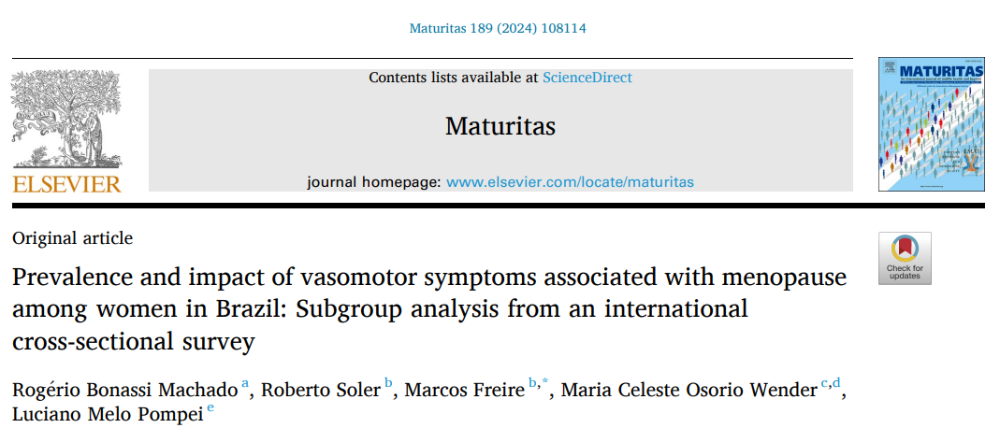 Maturitas 189 (2024) 108114
Contents lists available at ScienceDirect
Maturitas
journal homepage: www.elsevier.com/locate/maturitas
ELSEVIER
MATURITAS
Original article
Check for
updates
Prevalence and impact of vasomotor symptoms associated with menopause
among women in Brazil: Subgroup analysis from an international
cross-sectional survey
Rogério Bonassi Machado a, Roberto Soler b, Marcos Freire b,*, Maria Celeste Osorio Wender c,d,
Luciano Melo Pompei e